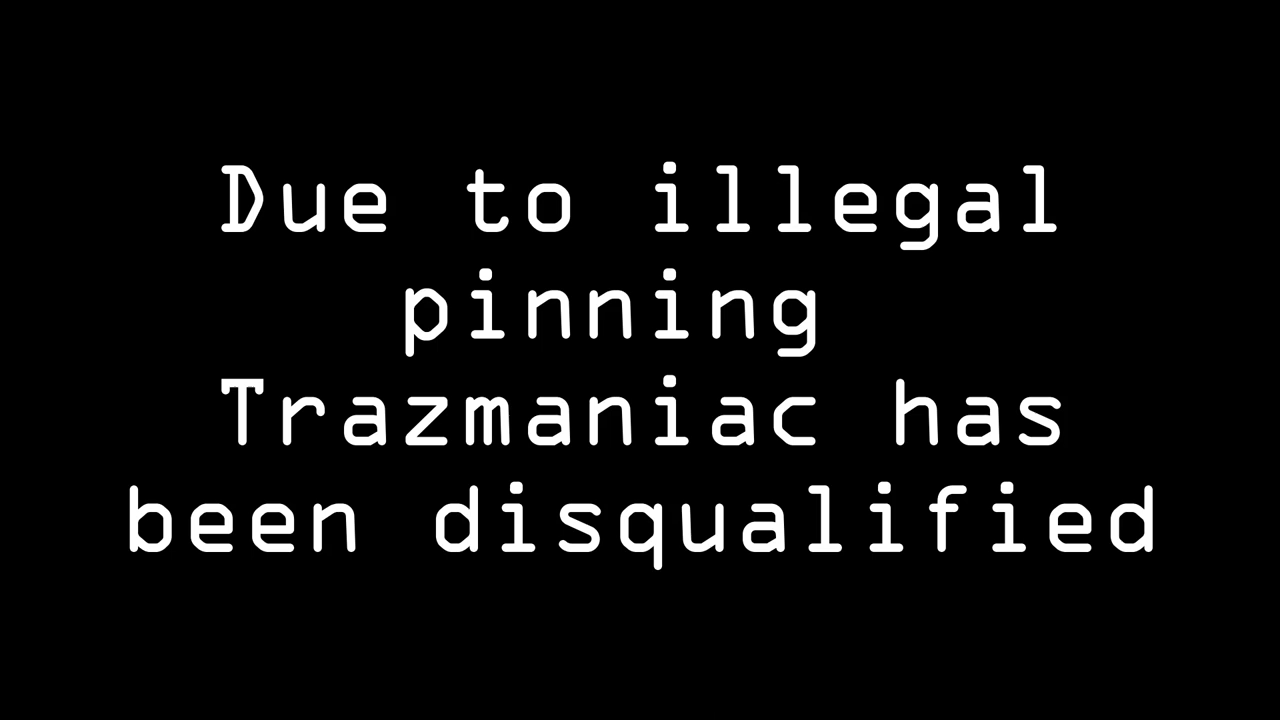 Due to illegal
pinning
Trazmaniac has
been disqualified